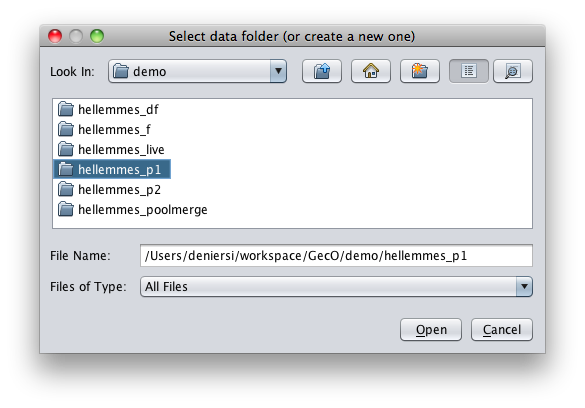 Select data folder (or create a new one)
Look In: demo
hellemmes_df
hellemmes_f
hellemmes_live
hellemmes_p1
hellemmes_p2
hellemmes_poolmerge
File Name: /Users/deniersi/workspace/GecO/demo/hellemmes_p1
Files of Type: All Files
Open Cancel